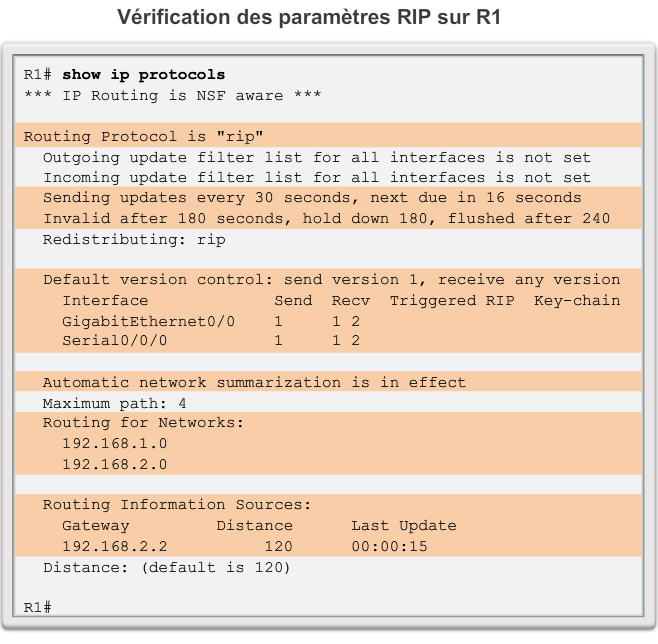 Vérification des paramètres RIP sur R1
R1# show ip protocols
*** IP Routing is NSF aware ***
Routing Protocol is "rip"
Outgoing update filter list for all interfaces is not set
Incoming update filter list for all interfaces is not set
Sending updates every 30 seconds, next due in 16 seconds
Invalid after 180 seconds, hold down 180, flushed after 240
Redistributing: rip
Default version control: send version 1, receive any version
Interface Send Recv Triggered RIP Key-chain
GigabitEthernet0/0 1 1 2
Serial0/0/0 1 1 2
Automatic network summarization is in effect
Maximum path: 4
Routing for Networks:
192.168.1.0
192.168.2.0
Routing Information Sources:
Gateway Distance Last Update
192.168.2.2 120 00:00:15
Distance: (default is 120)
R1#